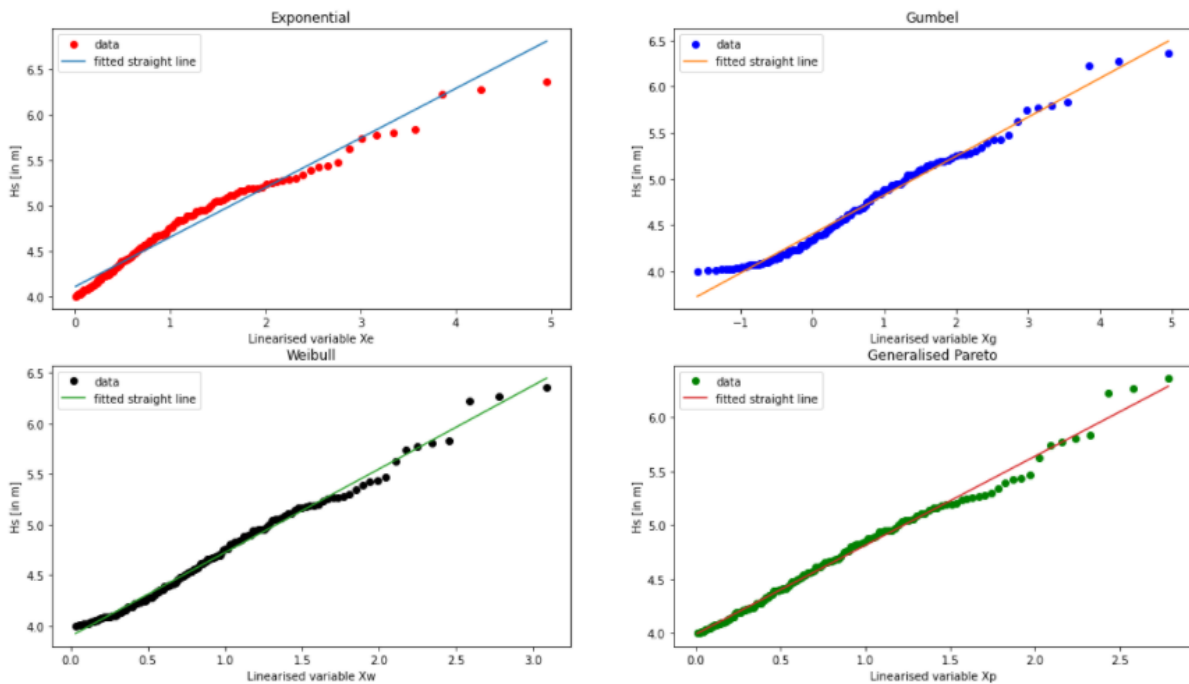 Exponential
data
fitted straight line
Hs [in m]
6.5
6.0
5.5
5.0
4.5
4.0
0
1
2
3
4
5
Linearised variable Xe
Gumbel
data
fitted straight line
Hs [in m]
6.5
6.0
5.5
5.0
4.5
4.0
−1
0
1
2
3
4
5
Linearised variable Xg
Weibull
data
fitted straight line
Hs [in m]
6.5
6.0
5.5
5.0
4.5
4.0
0.0
0.5
1.0
1.5
2.0
2.5
3.0
Linearised variable Xw
Generalised Pareto
data
fitted straight line
Hs [in m]
6.0
5.5
5.0
4.5
4.0
0.0
0.5
1.0
1.5
2.0
2.5
Linearised variable Xp